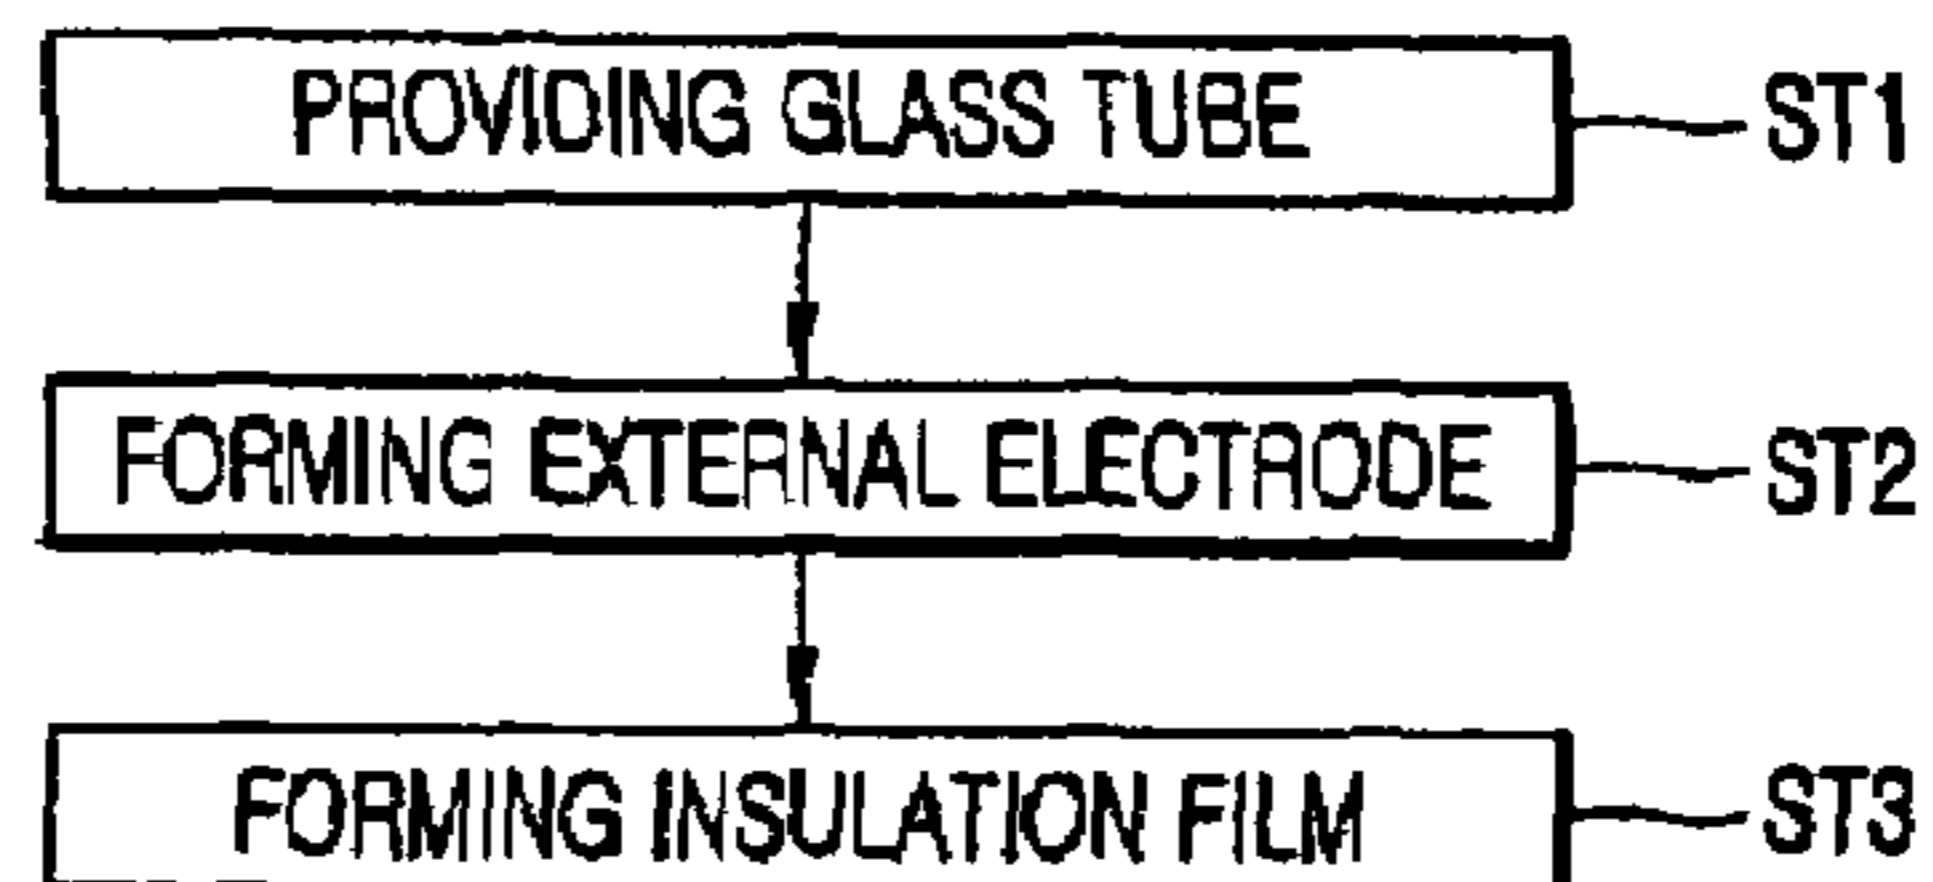 PROVIDING GLASS TUBE ST1
FORMING EXTERNAL ELECTRODE ST2
FORMING INSULATION FILM ST3